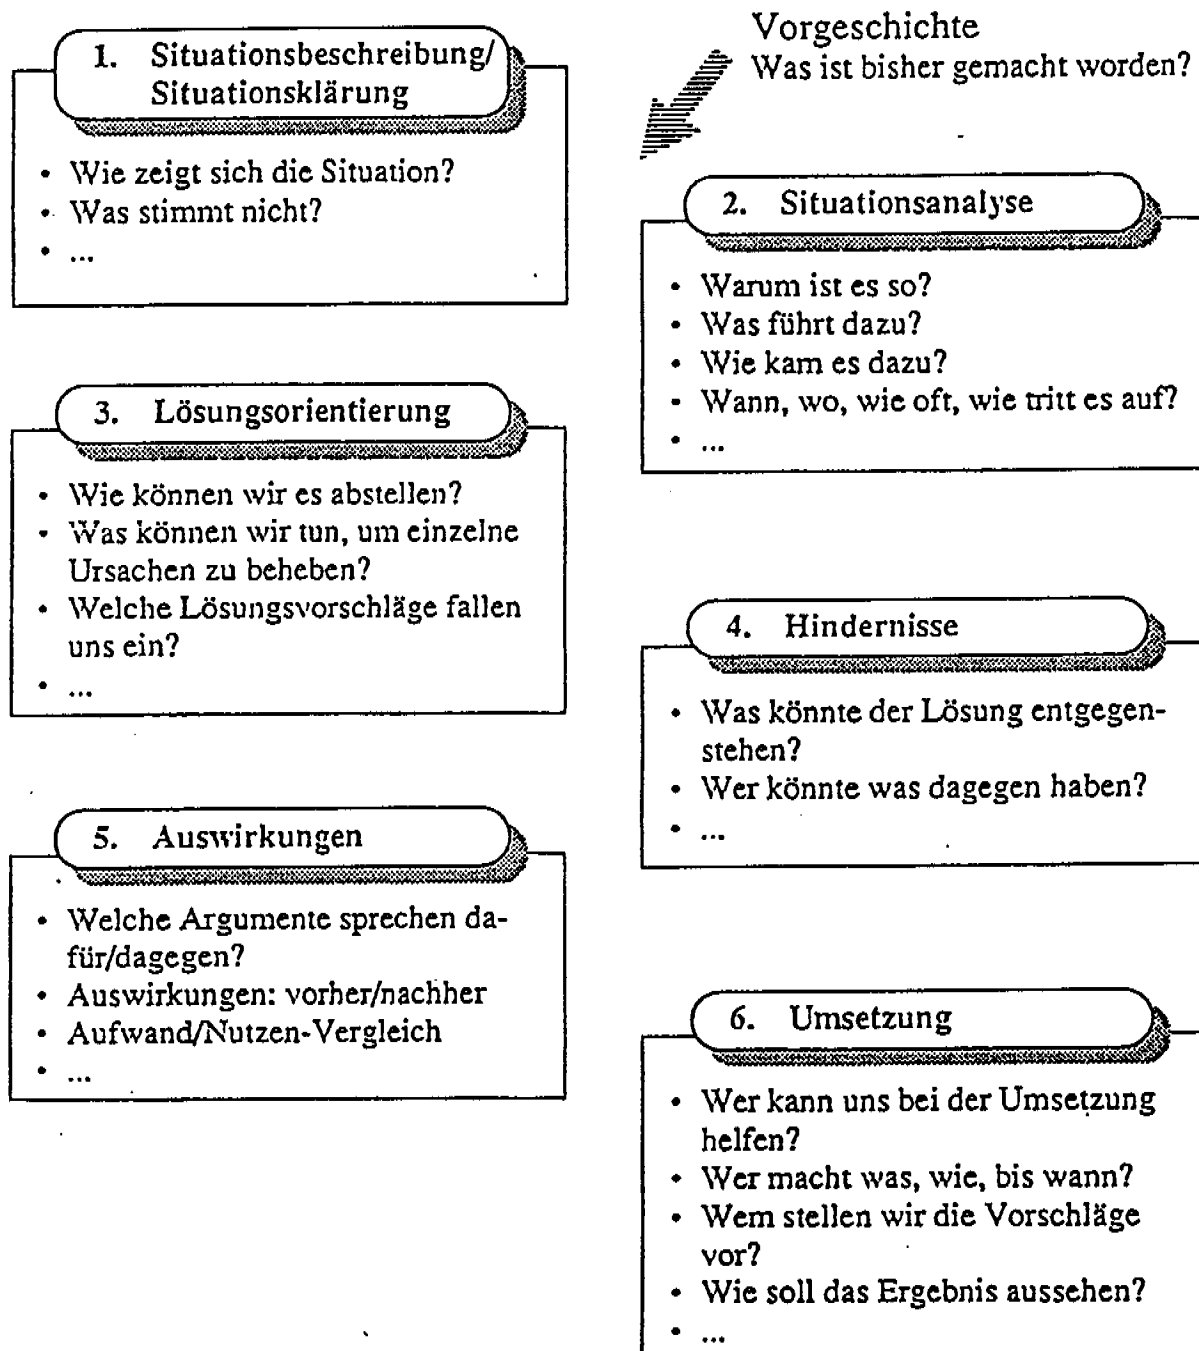 1. Situationsbeschreibung/
Situationsklärung
• Wie zeigt sich die Situation?
• Was stimmt nicht?
• ...
Vorgeschichte
Was ist bisher gemacht worden?
2. Situationsanalyse
• Warum ist es so?
• Was führt dazu?
• Wie kam es dazu?
• Wann, wo, wie oft, wie tritt es auf?
• ...
3. Lösungsorientierung
• Wie können wir es abstellen?
• Was können wir tun, um einzelne
Ursachen zu beheben?
• Welche Lösungsvorschläge fallen
uns ein?
• ...
4. Hindernisse
• Was könnte der Lösung entgegen-
stehen?
• Wer könnte was dagegen haben?
• ...
5. Auswirkungen
• Welche Argumente sprechen da-
für/dagegen?
• Auswirkungen: vorher/nachher
• Aufwand/Nutzen-Vergleich
• ...
6. Umsetzung
• Wer kann uns bei der Umsetzung
helfen?
• Wer macht was, wie, bis wann?
• Wem stellen wir die Vorschläge
vor?
• Wie soll das Ergebnis aussehen?
• ...